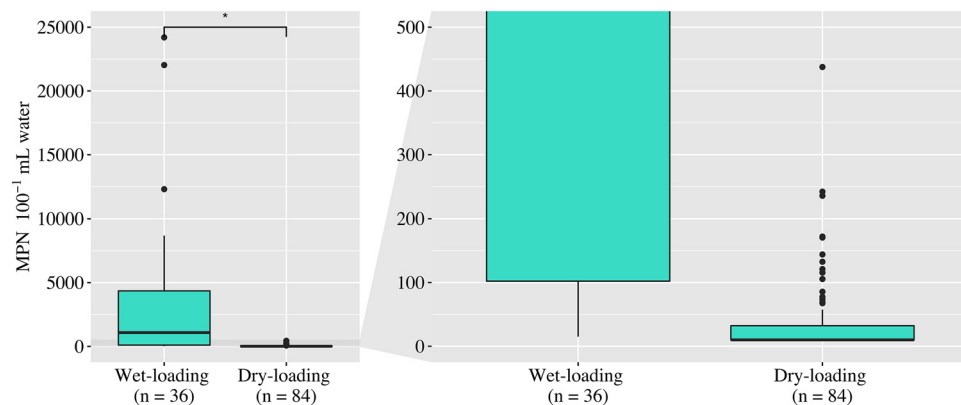 *
MPN 100⁻¹ mL water
25000
20000
15000
10000
5000
0
Wet-loading
(n = 36)
Dry-loading
(n = 84)
500
400
300
200
100
0
Wet-loading
(n = 36)
Dry-loading
(n = 84)